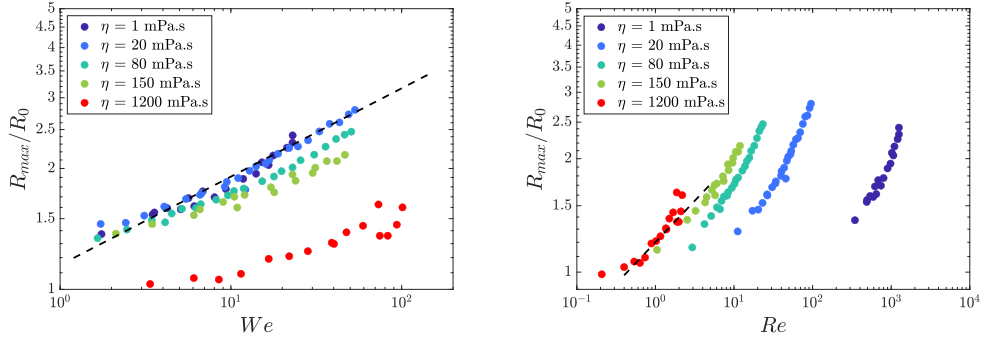 5
4.5
4
3.5
3
2.5
2
1.5
1
R_max/R_0
η = 1 mPa.s
η = 20 mPa.s
η = 80 mPa.s
η = 150 mPa.s
η = 1200 mPa.s
10^0
10^1
10^2
We
5
4.5
4
3.5
3
2.5
2
1.5
1
R_max/R_0
η = 1 mPa.s
η = 20 mPa.s
η = 80 mPa.s
η = 150 mPa.s
η = 1200 mPa.s
10^-1
10^0
10^1
10^2
10^3
10^4
Re